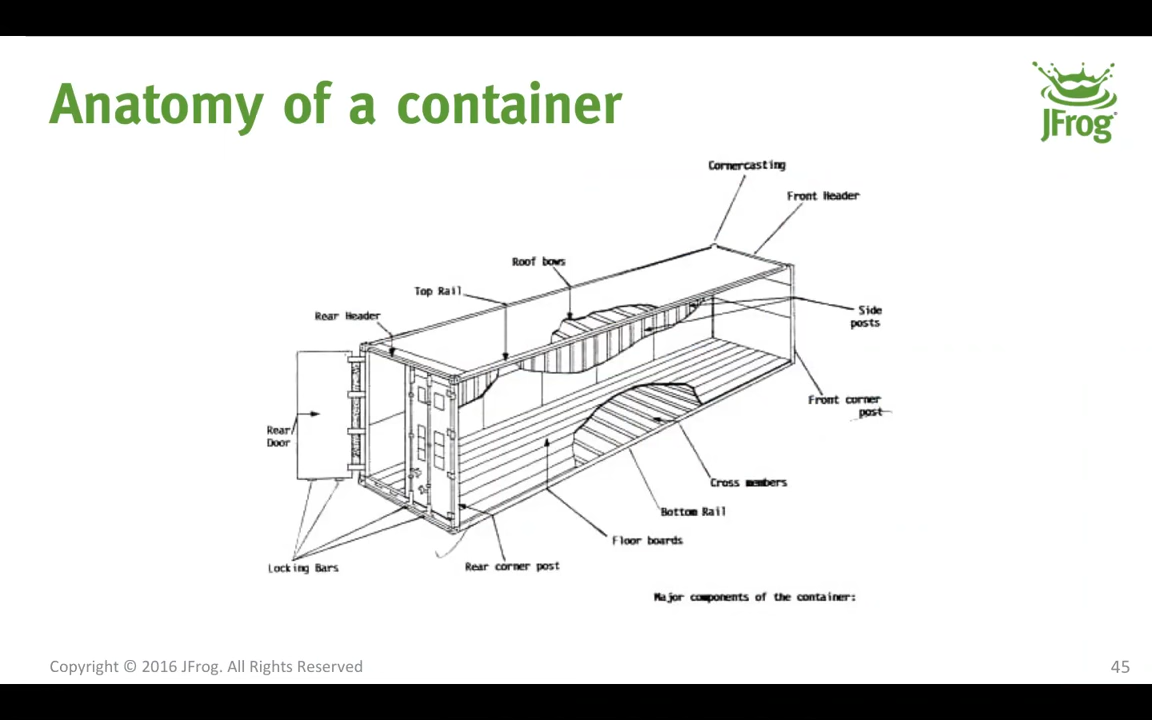 Anatomy of a container
JFrog
Cornercasting
Front Header
Roof bows
Top Rail
Rear Header
Side
posts
Front corner
post
Rear
Door
Cross members
Bottom Rail
Floor boards
Rear corner post
Locking Bars
Major components of the container:
Copyright © 2016 JFrog. All Rights Reserved
45